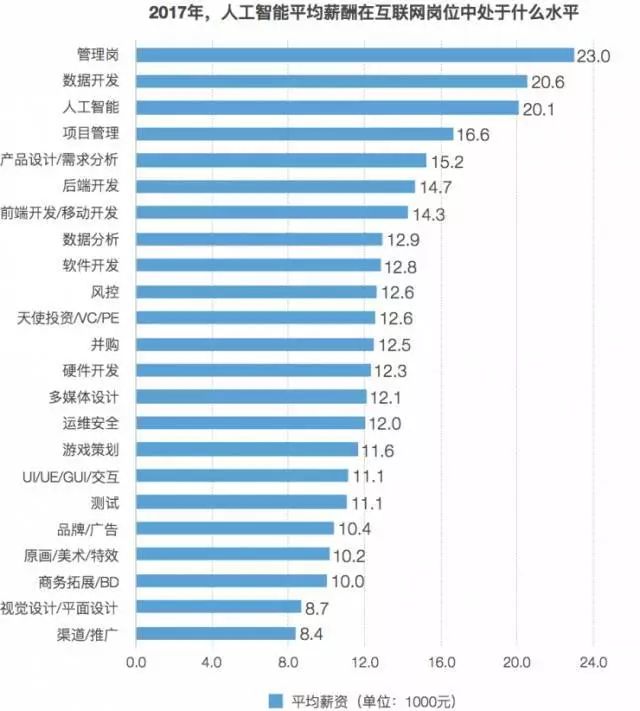 2017年，人工智能平均薪酬在互联网岗位中处于什么水平
管理岗 23.0
数据开发 20.6
人工智能 20.1
项目管理 16.6
产品设计/需求分析 15.2
后端开发 14.7
前端开发/移动开发 14.3
数据分析 12.9
软件开发 12.8
风控 12.6
天使投资/VC/PE 12.6
并购 12.5
硬件开发 12.3
多媒体设计 12.1
运维安全 12.0
游戏策划 11.6
UI/UE/GUI/交互 11.1
测试 11.1
品牌/广告 10.4
原画/美术/特效 10.2
商务拓展/BD 10.0
视觉设计/平面设计 8.7
渠道/推广 8.4
0.0 4.0 8.0 12.0 16.0 20.0 24.0
平均薪资（单位：1000元）